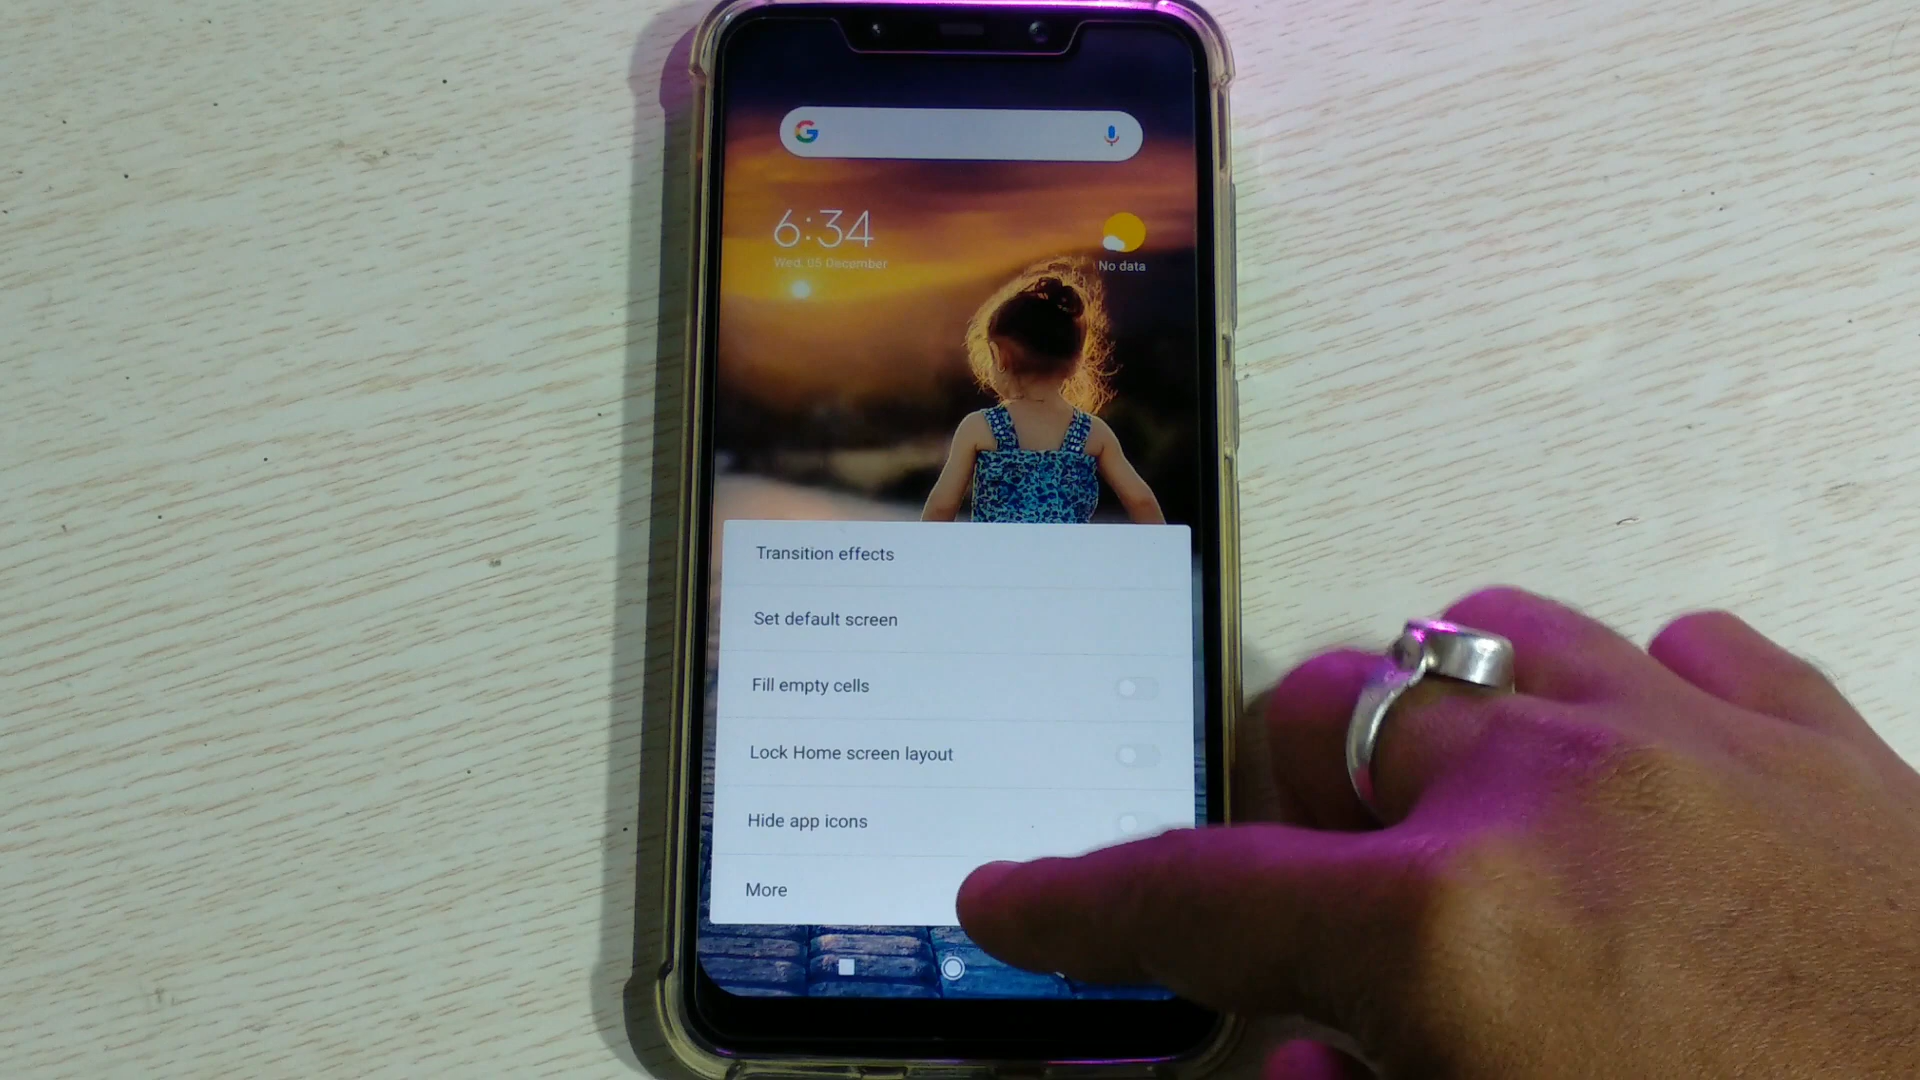 G
6:34
Wed, 05 December
No data
Transition effects
Set default screen
Fill empty cells
Lock Home screen layout
Hide app icons
More